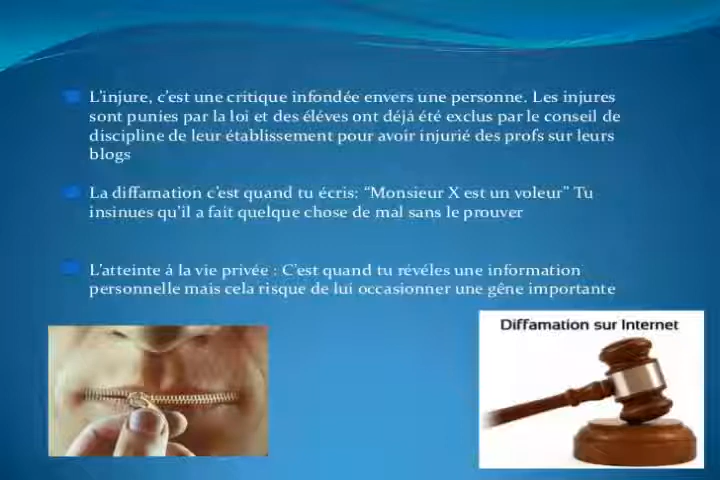 L'injure, c'est une critique infondée envers une personne. Les injures
sont punies par la loi et des éléves ont déjà été exclus par le conseil de
discipline de leur établissement pour avoir injurié des profs sur leurs
blogs
La diffamation c'est quand tu écris: “Monsieur X est un voleur” Tu
insinues qu'il a fait quelque chose de mal sans le prouver
L'atteinte à la vie privée : C'est quand tu révéles une information
personnelle mais cela risque de lui occasionner une gêne importante
Diffamation sur Internet